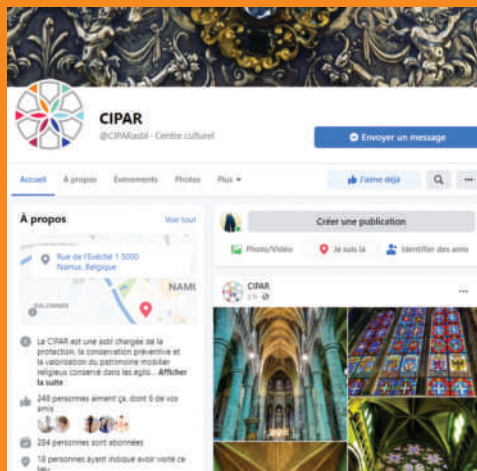 CIPAR
@CIPARasbl · Centre culturel
Envoyer un message
Accueil À propos Événements Photos Plus
J'aime déjà
À propos
Voir tout
Rue de l'Evêché 1 5000
Namur, Belgique
NAMU
SALZINNES
Le CIPAR est une asbl chargée de la
protection, la conservation préventive et
la valorisation du patrimoine mobilier
religieux conservé dans les églis... Afficher
la suite
248 personnes aiment ça, dont 6 de vos
amis
284 personnes sont abonnées
18 personnes ayant indiqué avoir visité ce
lieu
Créer une publication
Photo/Vidéo Je suis là Identifier des amis
CIPAR
2 h